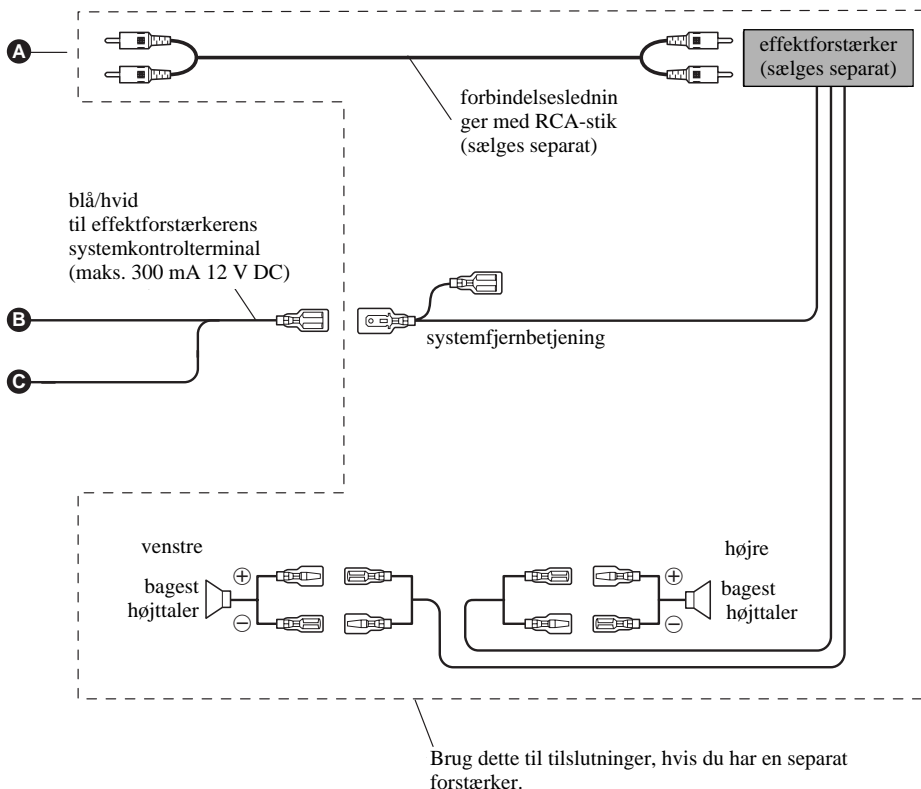 A
effektforstærker
(sælges separat)
forbindelseslednin
ger med RCA-stik
(sælges separat)
blå/hvid
til effektforstærkerens
systemkontrolterminal
(maks. 300 mA 12 V DC)
B
systemfjernbetjening
C
venstre
højre
+
bagest
højttaler
−
+
bagest
højttaler
−
Brug dette til tilslutninger, hvis du har en separat
forstærker.